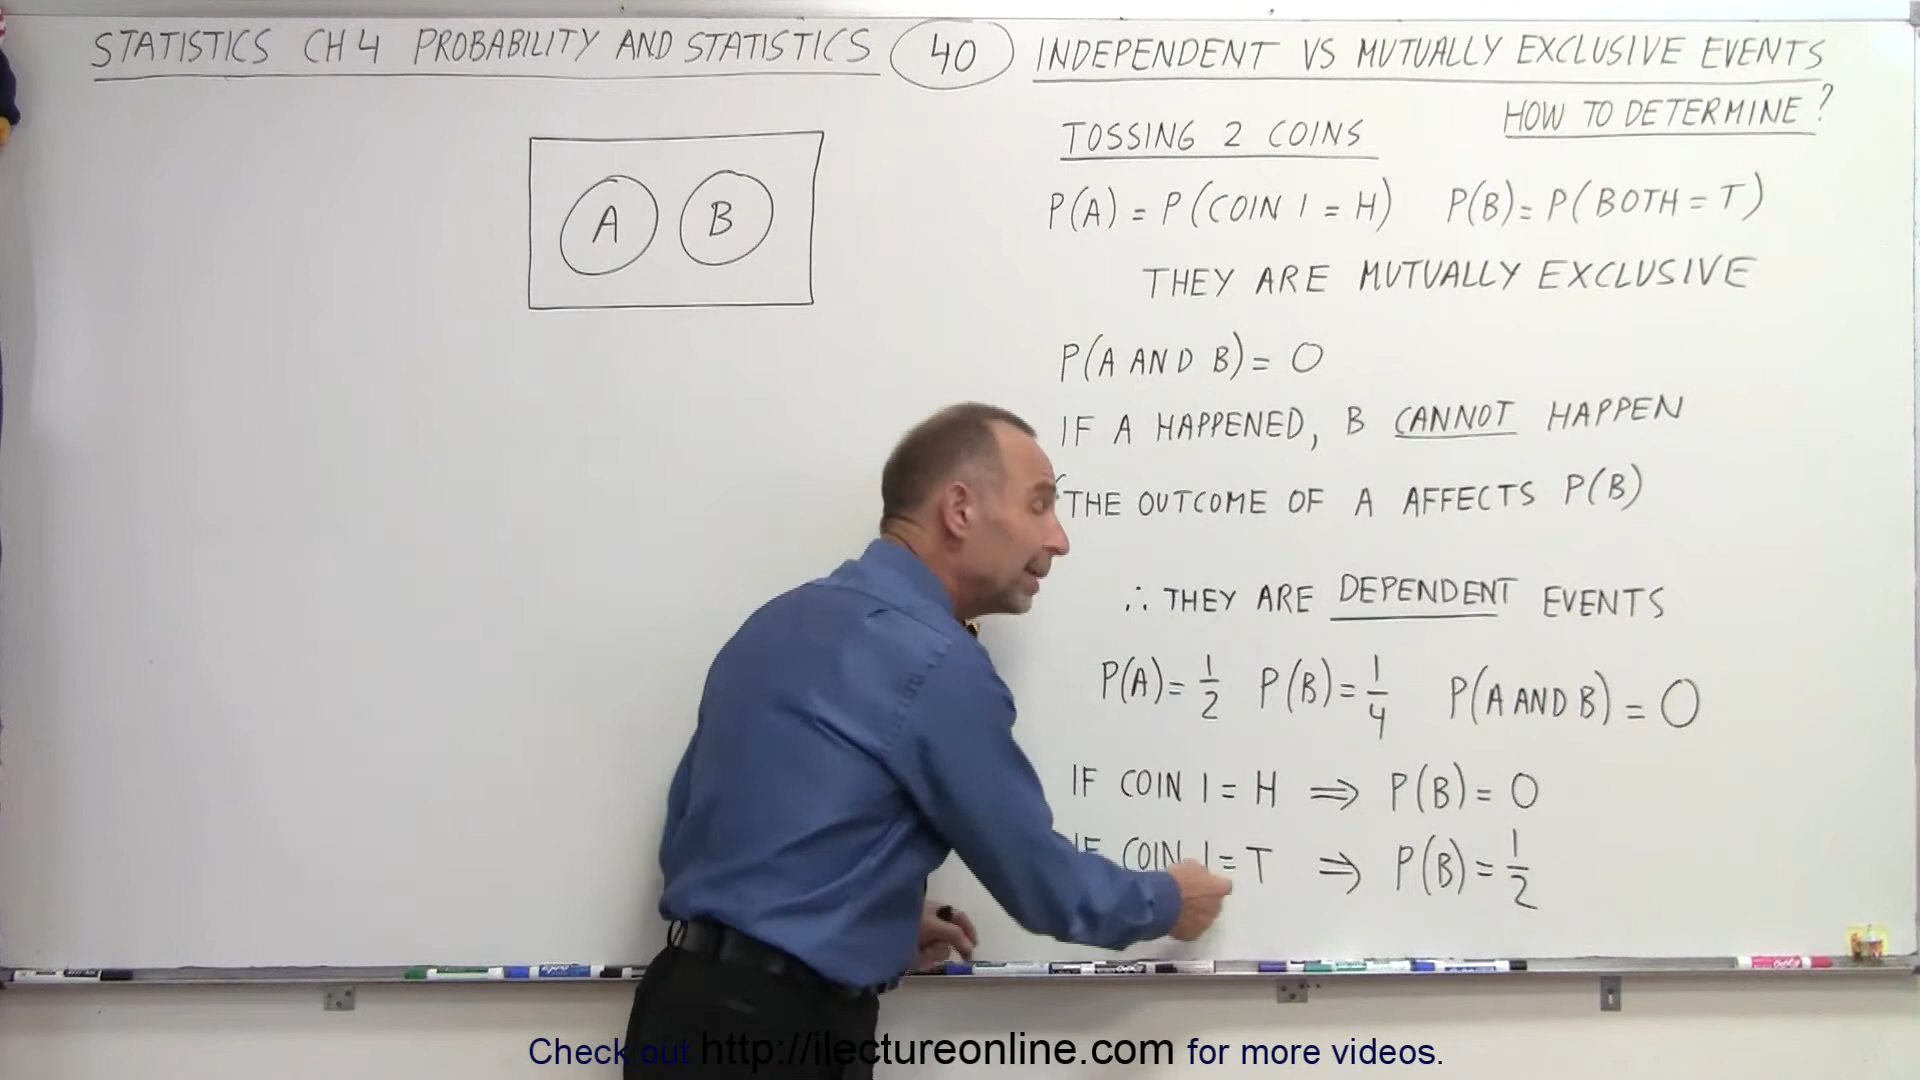 STATISTICS CH 4 PROBABILITY AND STATISTICS 40 INDEPENDENT VS MUTUALLY EXCLUSIVE EVENTS
HOW TO DETERMINE?
A B
TOSSING 2 COINS
P(A) = P(COIN 1 = H) P(B) = P(BOTH = T)
THEY ARE MUTUALLY EXCLUSIVE
P(A AND B) = 0
IF A HAPPENED, B CANNOT HAPPEN
THE OUTCOME OF A AFFECTS P(B)
∴ THEY ARE DEPENDENT EVENTS
P(A) = 1/2 P(B) = 1/4 P(A AND B) = 0
IF COIN 1 = H ⇒ P(B) = 0
IF COIN 1 = T ⇒ P(B) = 1/2
Check out http://ilectureonline.com for more videos.